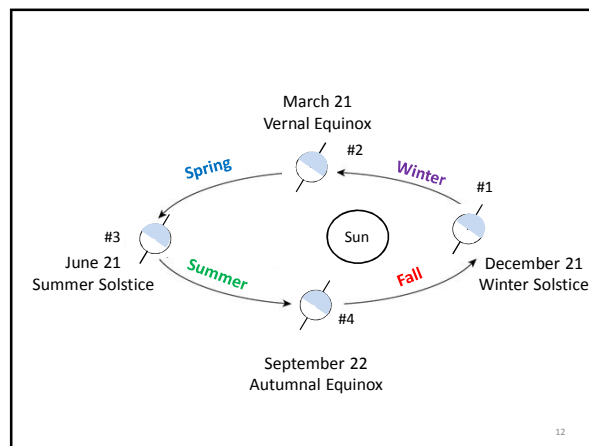 March 21
Vernal Equinox
#2
Spring
Winter
#1
#3
Sun
June 21
Summer Solstice
Summer
Fall
December 21
Winter Solstice
#4
September 22
Autumnal Equinox
12